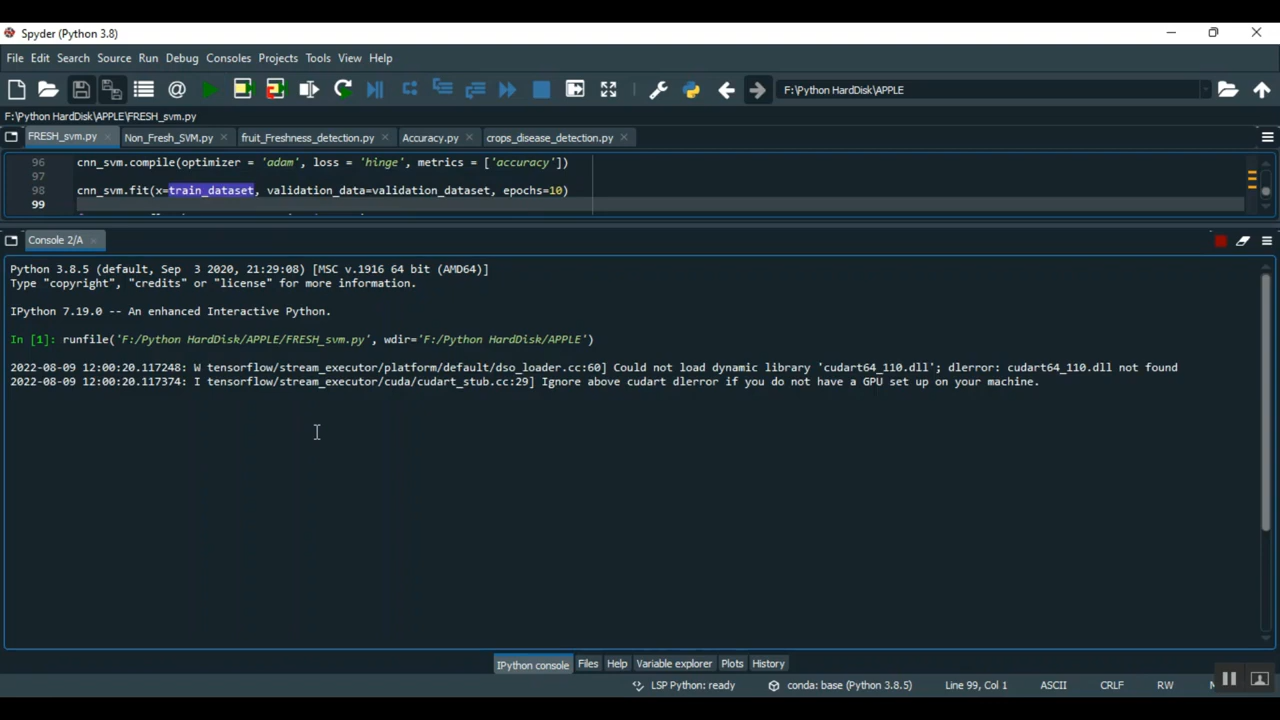 Spyder (Python 3.8)
File Edit Search Source Run Debug Consoles Projects Tools View Help
F:\Python HardDisk\APPLE
F:\Python HardDisk\APPLE\FRESH_svm.py
FRESH_svm.py Non_Fresh_SVM.py fruit_Freshness_detection.py Accuracy.py crops_disease_detection.py
96 cnn_svm.compile(optimizer = 'adam', loss = 'hinge', metrics = ['accuracy'])
97
98 cnn_svm.fit(x=train_dataset, validation_data=validation_dataset, epochs=10)
99
Console 2/A
Python 3.8.5 (default, Sep  3 2020, 21:29:08) [MSC v.1916 64 bit (AMD64)]
Type "copyright", "credits" or "license" for more information.
IPython 7.19.0 -- An enhanced Interactive Python.
In [1]: runfile('F:/Python HardDisk/APPLE/FRESH_svm.py', wdir='F:/Python HardDisk/APPLE')
2022-08-09 12:00:20.117248: W tensorflow/stream_executor/platform/default/dso_loader.cc:60] Could not load dynamic library 'cudart64_110.dll'; dlerror: cudart64_110.dll not found
2022-08-09 12:00:20.117374: I tensorflow/stream_executor/cuda/cudart_stub.cc:29] Ignore above cudart dlerror if you do not have a GPU set up on your machine.
IPython console Files Help Variable explorer Plots History
LSP Python: ready conda: base (Python 3.8.5) Line 99, Col 1 ASCII CRLF RW